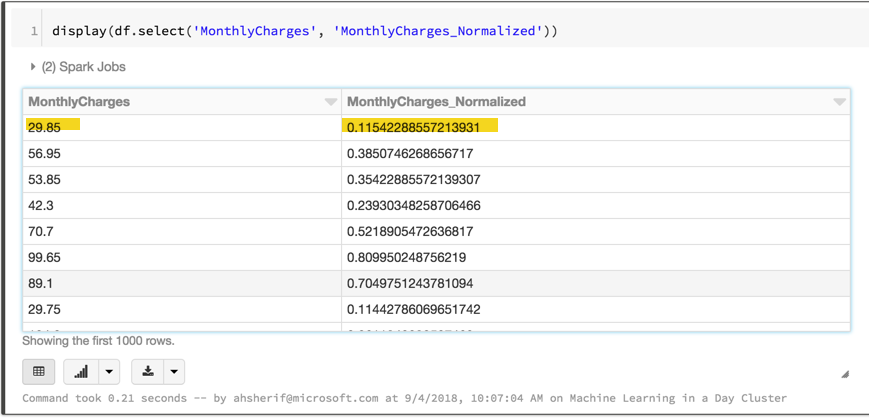 1 display(df.select('MonthlyCharges', 'MonthlyCharges_Normalized'))
(2) Spark Jobs
MonthlyCharges MonthlyCharges_Normalized
29.85 0.11542288557213931
56.95 0.3850746268656717
53.85 0.35422885572139307
42.3 0.23930348258706466
70.7 0.5218905472636817
99.65 0.809950248756219
89.1 0.7049751243781094
29.75 0.11442786069651742
Showing the first 1000 rows.
Command took 0.21 seconds -- by ahsherif@microsoft.com at 9/4/2018, 10:07:04 AM on Machine Learning in a Day Cluster